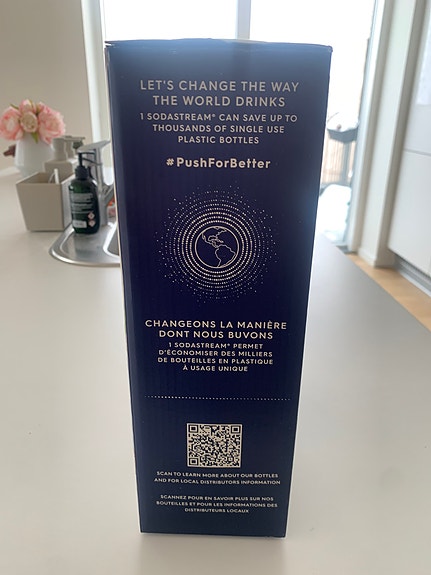 LET'S CHANGE THE WAY
THE WORLD DRINKS
1 SODASTREAM® CAN SAVE UP TO
THOUSANDS OF SINGLE USE
PLASTIC BOTTLES
#PushForBetter
CHANGEONS LA MANIÈRE
DONT NOUS BUVONS
1 SODASTREAM® PERMET
D'ÉCONOMISER DES MILLIERS
DE BOUTEILLES EN PLASTIQUE
À USAGE UNIQUE
SCAN TO LEARN MORE ABOUT OUR BOTTLES
AND FOR LOCAL DISTRIBUTORS INFORMATION
SCANNEZ POUR EN SAVOIR PLUS SUR NOS
BOUTEILLES ET POUR LES INFORMATIONS DES
DISTRIBUTEURS LOCAUX